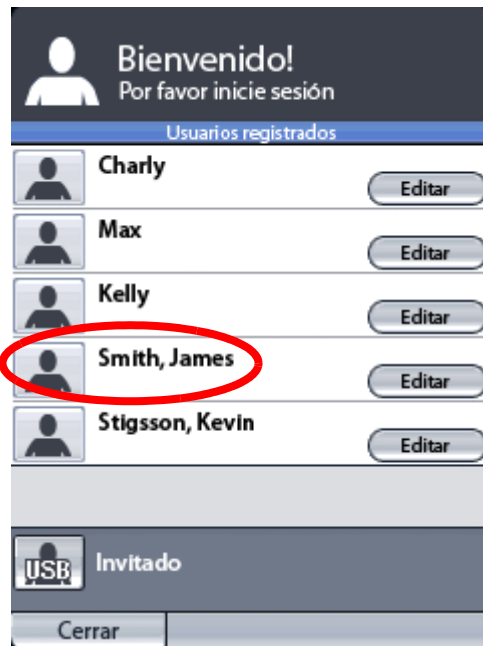 Bienvenido!
Por favor inicie sesión
Usuarios registrados
Charly
Editar
Max
Editar
Kelly
Editar
Smith, James
Editar
Stigsson, Kevin
Editar
USB
Invitado
Cerrar